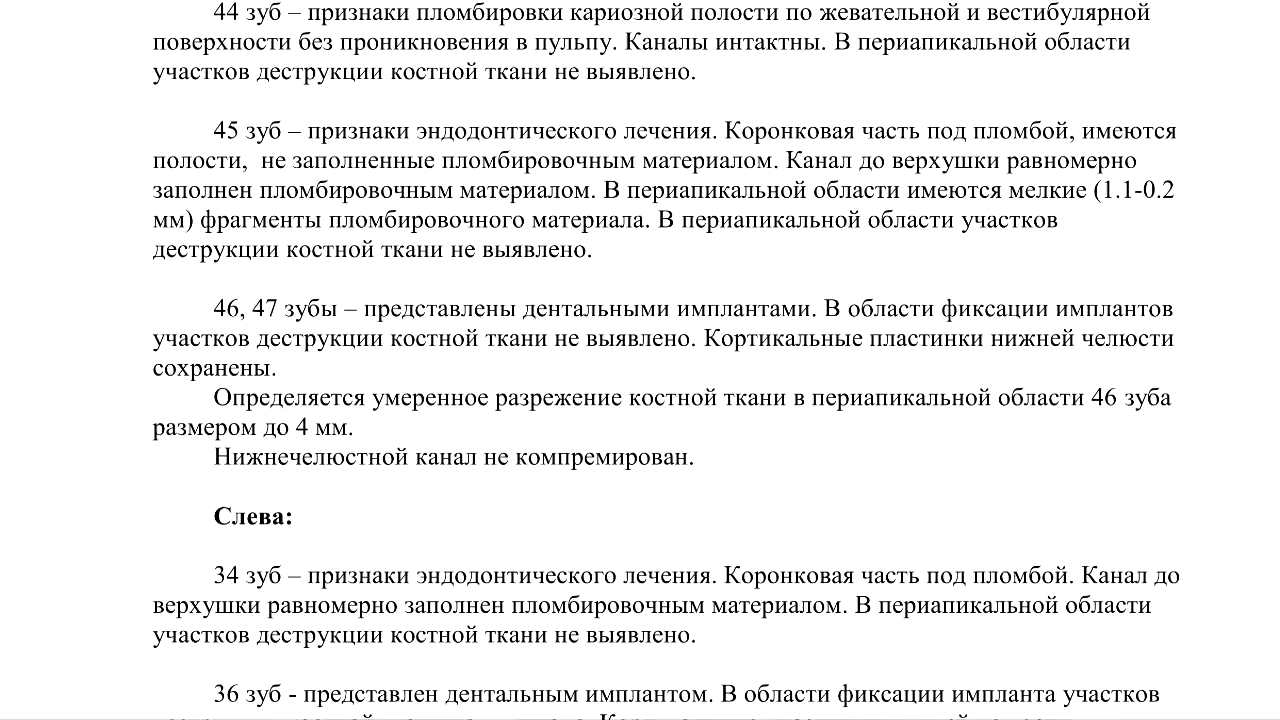 44 зуб – признаки пломбировки кариозной полости по жевательной и вестибулярной
поверхности без проникновения в пульпу. Каналы интактны. В периапикальной области
участков деструкции костной ткани не выявлено.
45 зуб – признаки эндодонтического лечения. Коронковая часть под пломбой, имеются
полости,  не заполненные пломбировочным материалом. Канал до верхушки равномерно
заполнен пломбировочным материалом. В периапикальной области имеются мелкие (1.1-0.2
мм) фрагменты пломбировочного материала. В периапикальной области участков
деструкции костной ткани не выявлено.
46, 47 зубы – представлены дентальными имплантами. В области фиксации имплантов
участков деструкции костной ткани не выявлено. Кортикальные пластинки нижней челюсти
сохранены.
Определяется умеренное разрежение костной ткани в периапикальной области 46 зуба
размером до 4 мм.
Нижнечелюстной канал не компремирован.
Слева:
34 зуб – признаки эндодонтического лечения. Коронковая часть под пломбой. Канал до
верхушки равномерно заполнен пломбировочным материалом. В периапикальной области
участков деструкции костной ткани не выявлено.
36 зуб - представлен дентальным имплантом. В области фиксации импланта участков